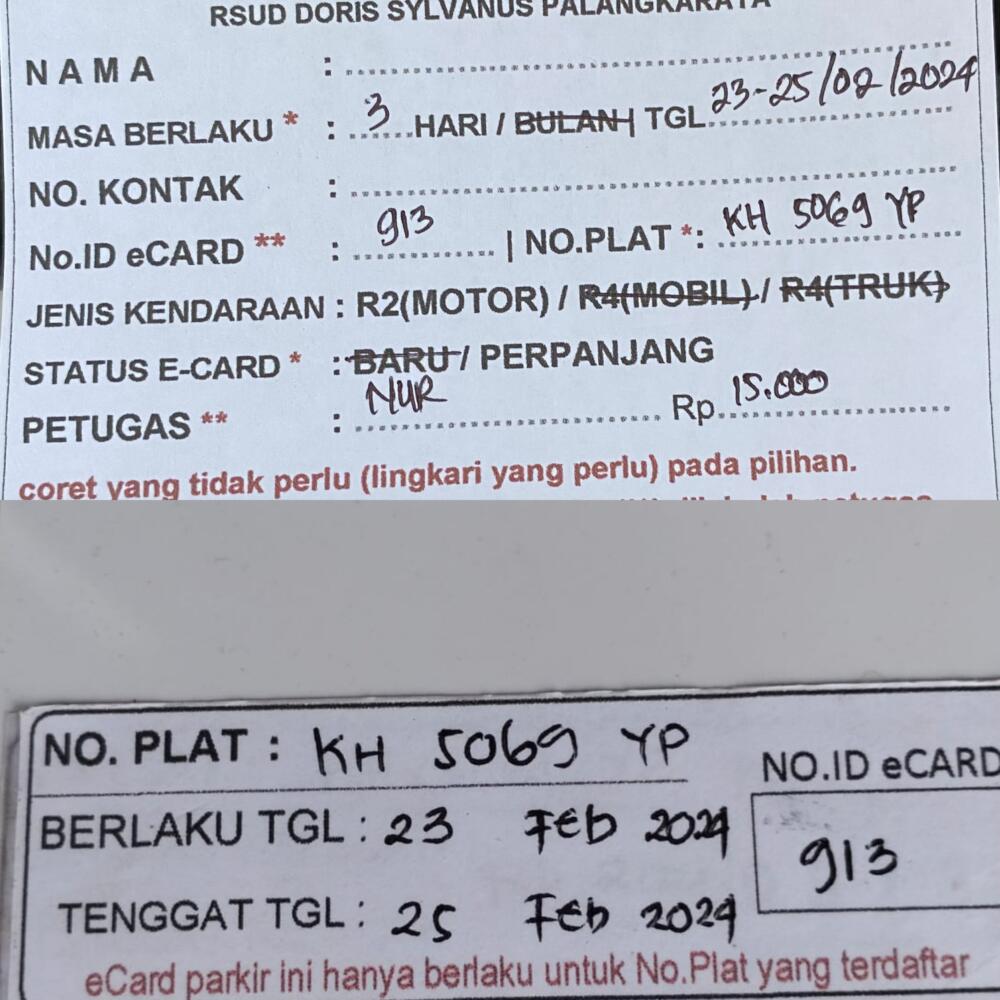 RSUD DORIS SYLVANUS PALANGKARAYA
NAMA :
MASA BERLAKU * : 3 HARI / BULAN | TGL 23-25/02/2024
NO. KONTAK :
No.ID eCARD ** : 913 | NO.PLAT *: KH 5069 YP
JENIS KENDARAAN : R2(MOTOR) / R4(MOBIL) / R4(TRUK)
STATUS E-CARD * : BARU / PERPANJANG
PETUGAS ** : NUR Rp 15.000
coret yang tidak perlu (lingkari yang perlu) pada pilihan.
NO. PLAT : KH 5069 YP
NO.ID eCARD
BERLAKU TGL : 23 Feb 2024
913
TENGGAT TGL : 25 Feb 2024
eCard parkir ini hanya berlaku untuk No.Plat yang terdaftar